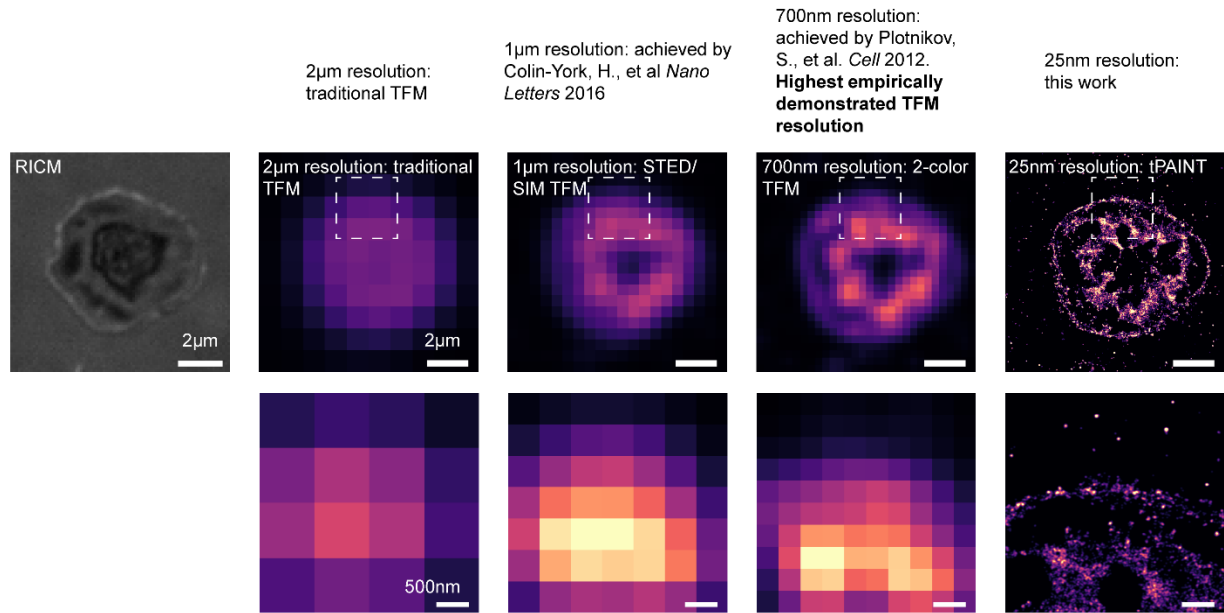 2µm resolution:
traditional TFM
1µm resolution: achieved by
Colin-York, H., et al Nano
Letters 2016
700nm resolution:
achieved by Plotnikov,
S., et al. Cell 2012.
Highest empirically
demonstrated TFM
resolution
25nm resolution:
this work
RICM
2µm
2µm resolution: traditional
TFM
2µm
1µm resolution: STED/
SIM TFM
700nm resolution: 2-color
TFM
25nm resolution: tPAINT
500nm